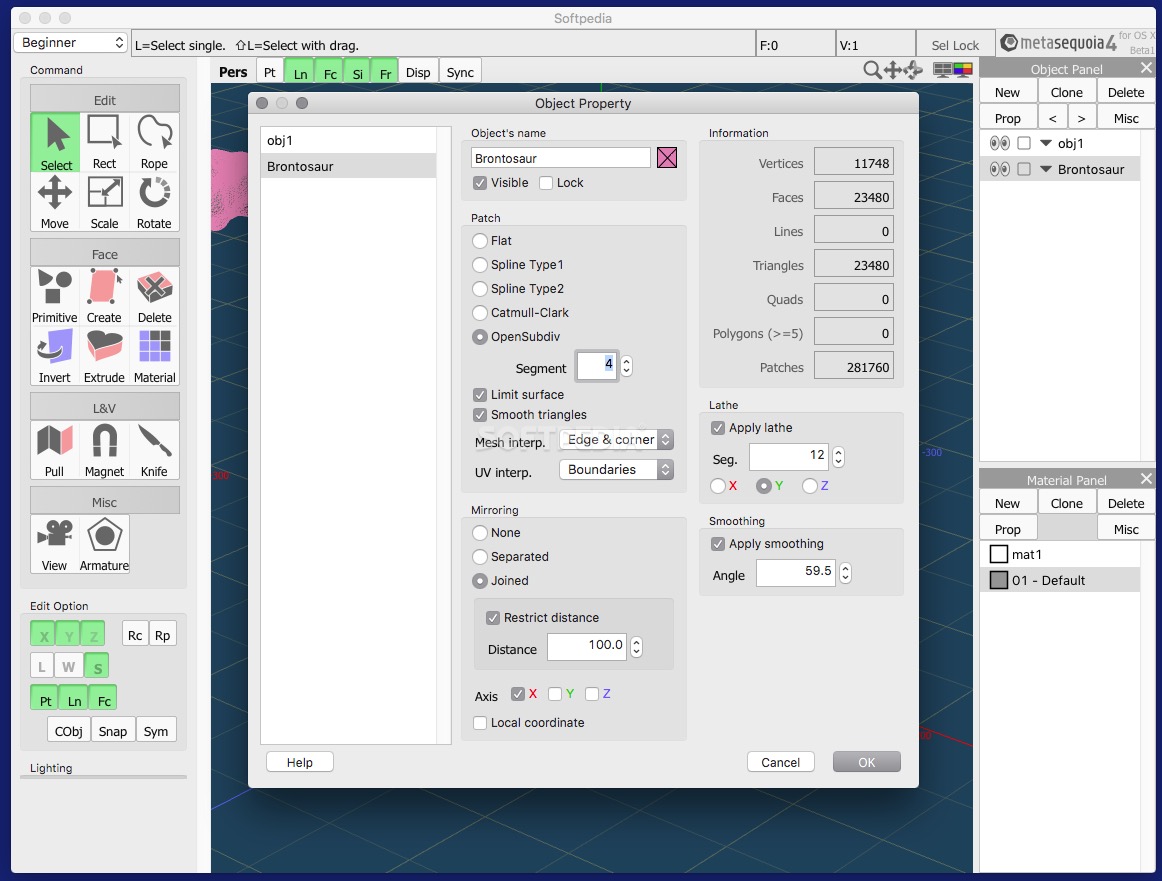 Softpedia
Beginner
L=Select single. ⇧L=Select with drag.
F:0
V:1
Sel Lock
metasequoia4
for OS X
Beta1
Command
Edit
Select
Rect
Rope
Move
Scale
Rotate
Face
Primitive
Create
Delete
Invert
Extrude
Material
L&V
Pull
Magnet
Knife
Misc
View
Armature
Edit Option
X Y Z
Rc Rp
L W S
Pt Ln Fc
CObj Snap Sym
Lighting
Pers
Pt Ln Fc Si Fr Disp Sync
Object Property
obj1
Brontosaur
Object's name
Brontosaur
Visible
Lock
Patch
Flat
Spline Type1
Spline Type2
Catmull-Clark
OpenSubdiv
Segment 4
Limit surface
Smooth triangles
SOFTPEDIA
Mesh interp. Edge & corner
UV interp. Boundaries
Mirroring
None
Separated
Joined
Restrict distance
Distance 100.0
Axis X Y Z
Local coordinate
Information
Vertices 11748
Faces 23480
Lines 0
Triangles 23480
Quads 0
Polygons (>=5) 0
Patches 281760
Lathe
Apply lathe
Seg. 12
X Y Z
Smoothing
Apply smoothing
Angle 59.5
Help
Cancel
OK
-300
Object Panel
New Clone Delete
Prop < > Misc
obj1
Brontosaur
Material Panel
New Clone Delete
Prop Misc
mat1
01 - Default